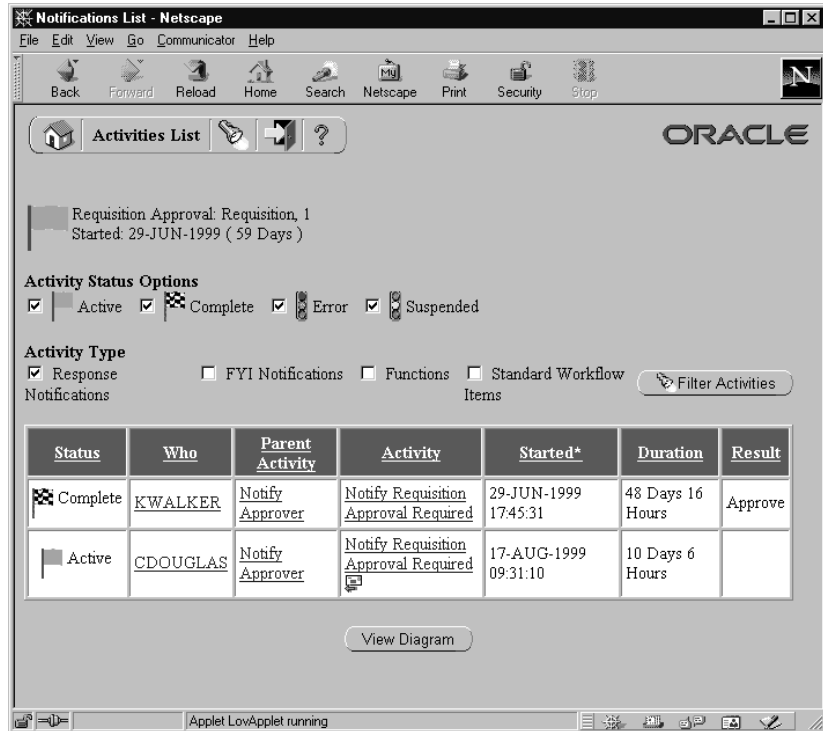 Notifications List - Netscape
File Edit View Go Communicator Help
Back Forward Reload Home Search Netscape Print Security Stop
My
N
Activities List ?
ORACLE
Requisition Approval: Requisition, 1
Started: 29-JUN-1999 ( 59 Days )
Activity Status Options
Active Complete Error Suspended
Activity Type
Response Notifications
FYI Notifications
Functions
Standard Workflow Items
Filter Activities
Status Who Parent Activity Activity Started* Duration Result
Complete KWALKER Notify Approver Notify Requisition Approval Required 29-JUN-1999 17:45:31 48 Days 16 Hours Approve
Active CDOUGLAS Notify Approver Notify Requisition Approval Required 17-AUG-1999 09:31:10 10 Days 6 Hours
View Diagram
Applet LovApplet running